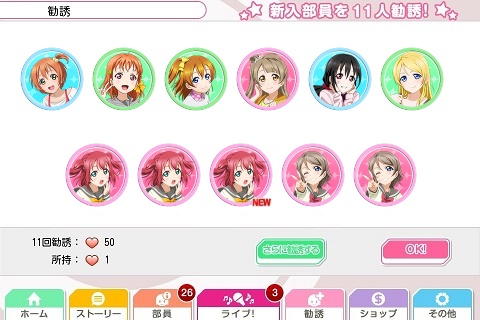 勧誘
新入部員を11人勧誘!
NEW
11回勧誘: 50
所持: 1
さらに勧誘する
OK!
26
3
ホーム
ストーリー
部員
ライブ!
勧誘
ショップ
その他